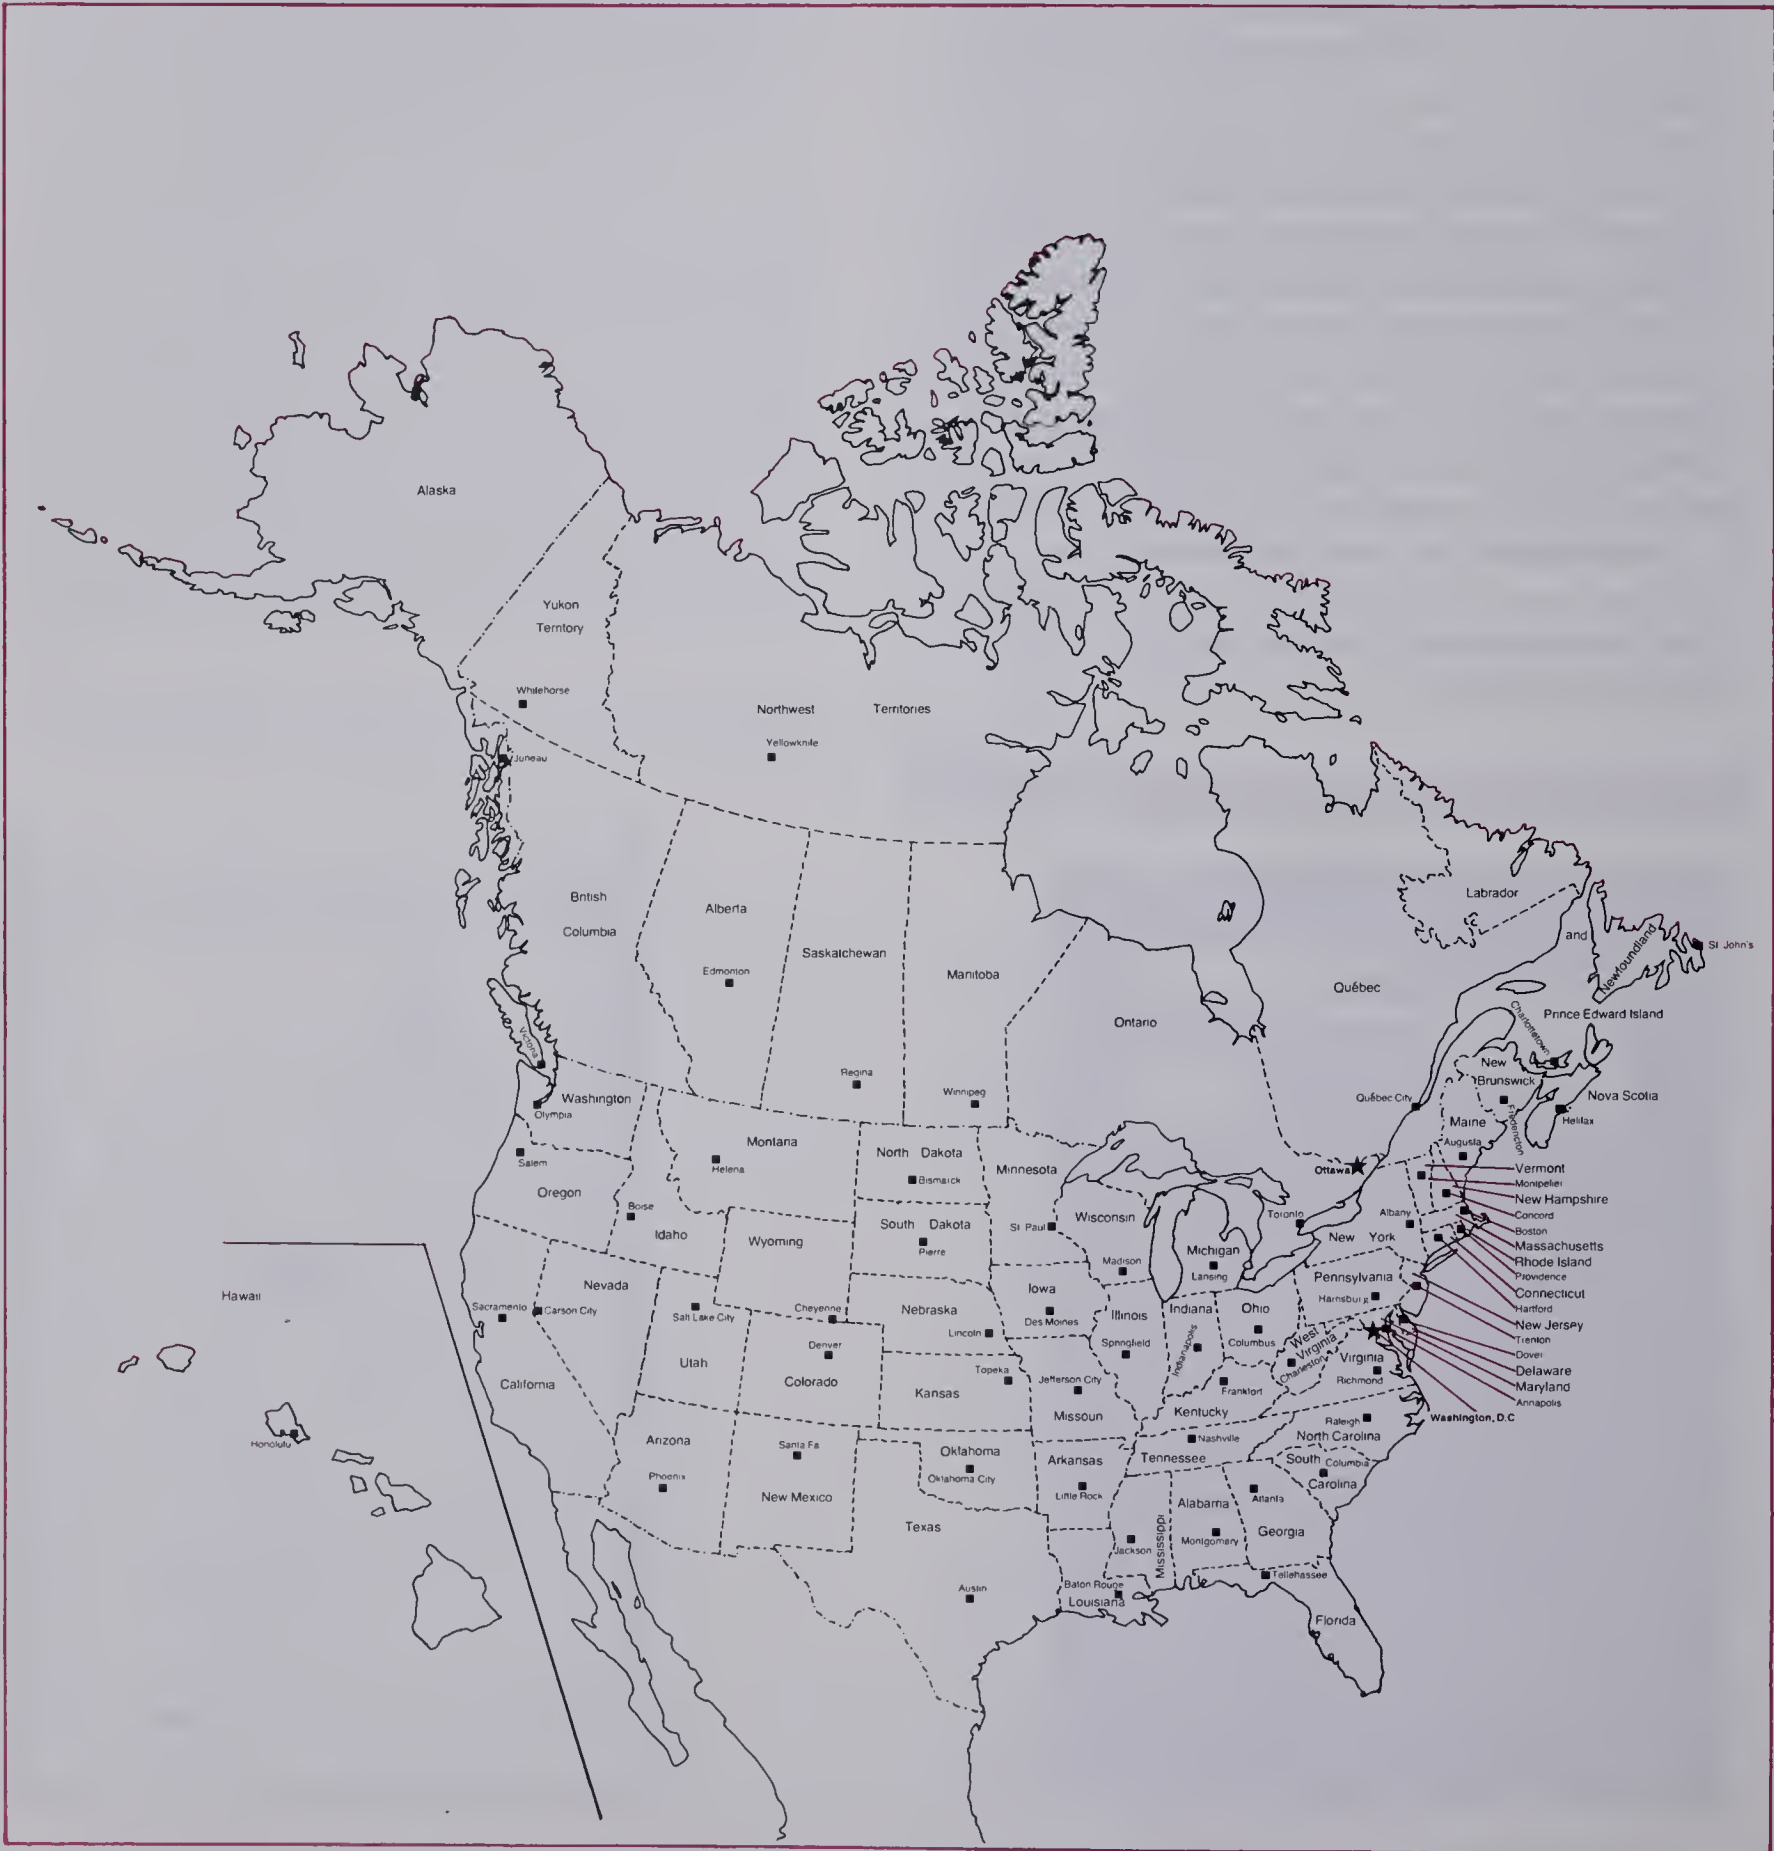 Alaska
Yukon
Territory
Whitehorse
Northwest Territories
Yellowknife
Juneau
British
Columbia
Alberta
Edmonton
Saskatchewan
Regina
Manitoba
Winnipeg
Ontario
Québec
Québec City
Ottawa
Toronto
Labrador
and
Newfoundland
St John's
Prince Edward Island
Charlottetown
New
Brunswick
Fredericton
Nova Scotia
Helifax
Victoria
Washington
Olympia
Salem
Oregon
Boise
Idaho
Montana
Helena
North Dakota
Bismarck
South Dakota
Pierre
Minnesota
St Paul
Wisconsin
Madison
Michigan
Lansing
Wyoming
Cheyenne
Nevada
Carson City
Sacramento
California
Salt Lake City
Utah
Denver
Colorado
Nebraska
Lincoln
Kansas
Topeka
Iowa
Des Moines
Illinois
Springfield
Indiana
Indianapolis
Ohio
Columbus
Jefferson City
Missouri
Kentucky
Frankfort
West
Virginia
Charleston
Virginia
Richmond
Pennsylvania
Harrisburg
New York
Albany
Maine
Augusta
Vermont
Montpelier
New Hampshire
Concord
Boston
Massachusetts
Rhode Island
Providence
Connecticut
Hartford
New Jersey
Trenton
Dover
Delaware
Maryland
Annapolis
Washington, D.C
Arizona
Phoenix
Santa Fa
New Mexico
Oklahoma
Oklahoma City
Texas
Austin
Arkansas
Little Rock
Tennessee
Nashville
Raleigh
North Carolina
South
Carolina
Columbia
Mississippi
Jackson
Alabama
Montgomery
Atlanta
Georgia
Tellahassee
Florida
Baton Rouge
Louisiana
Hawaii
Honolulu